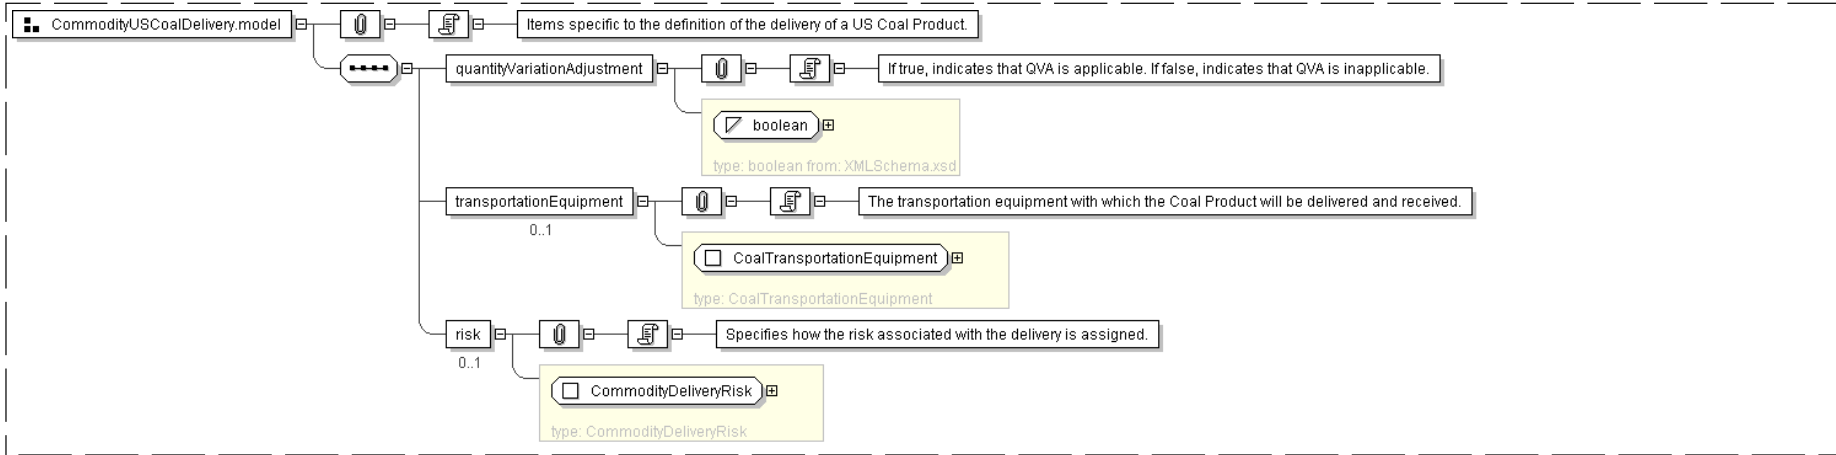 CommodityUSCoalDelivery.model
Items specific to the definition of the delivery of a US Coal Product.
quantityVariationAdjustment
If true, indicates that QVA is applicable. If false, indicates that QVA is inapplicable.
boolean
type: boolean from: XMLSchema.xsd
transportationEquipment
The transportation equipment with which the Coal Product will be delivered and received.
0..1
CoalTransportationEquipment
type: CoalTransportationEquipment
risk
Specifies how the risk associated with the delivery is assigned.
0..1
CommodityDeliveryRisk
type: CommodityDeliveryRisk